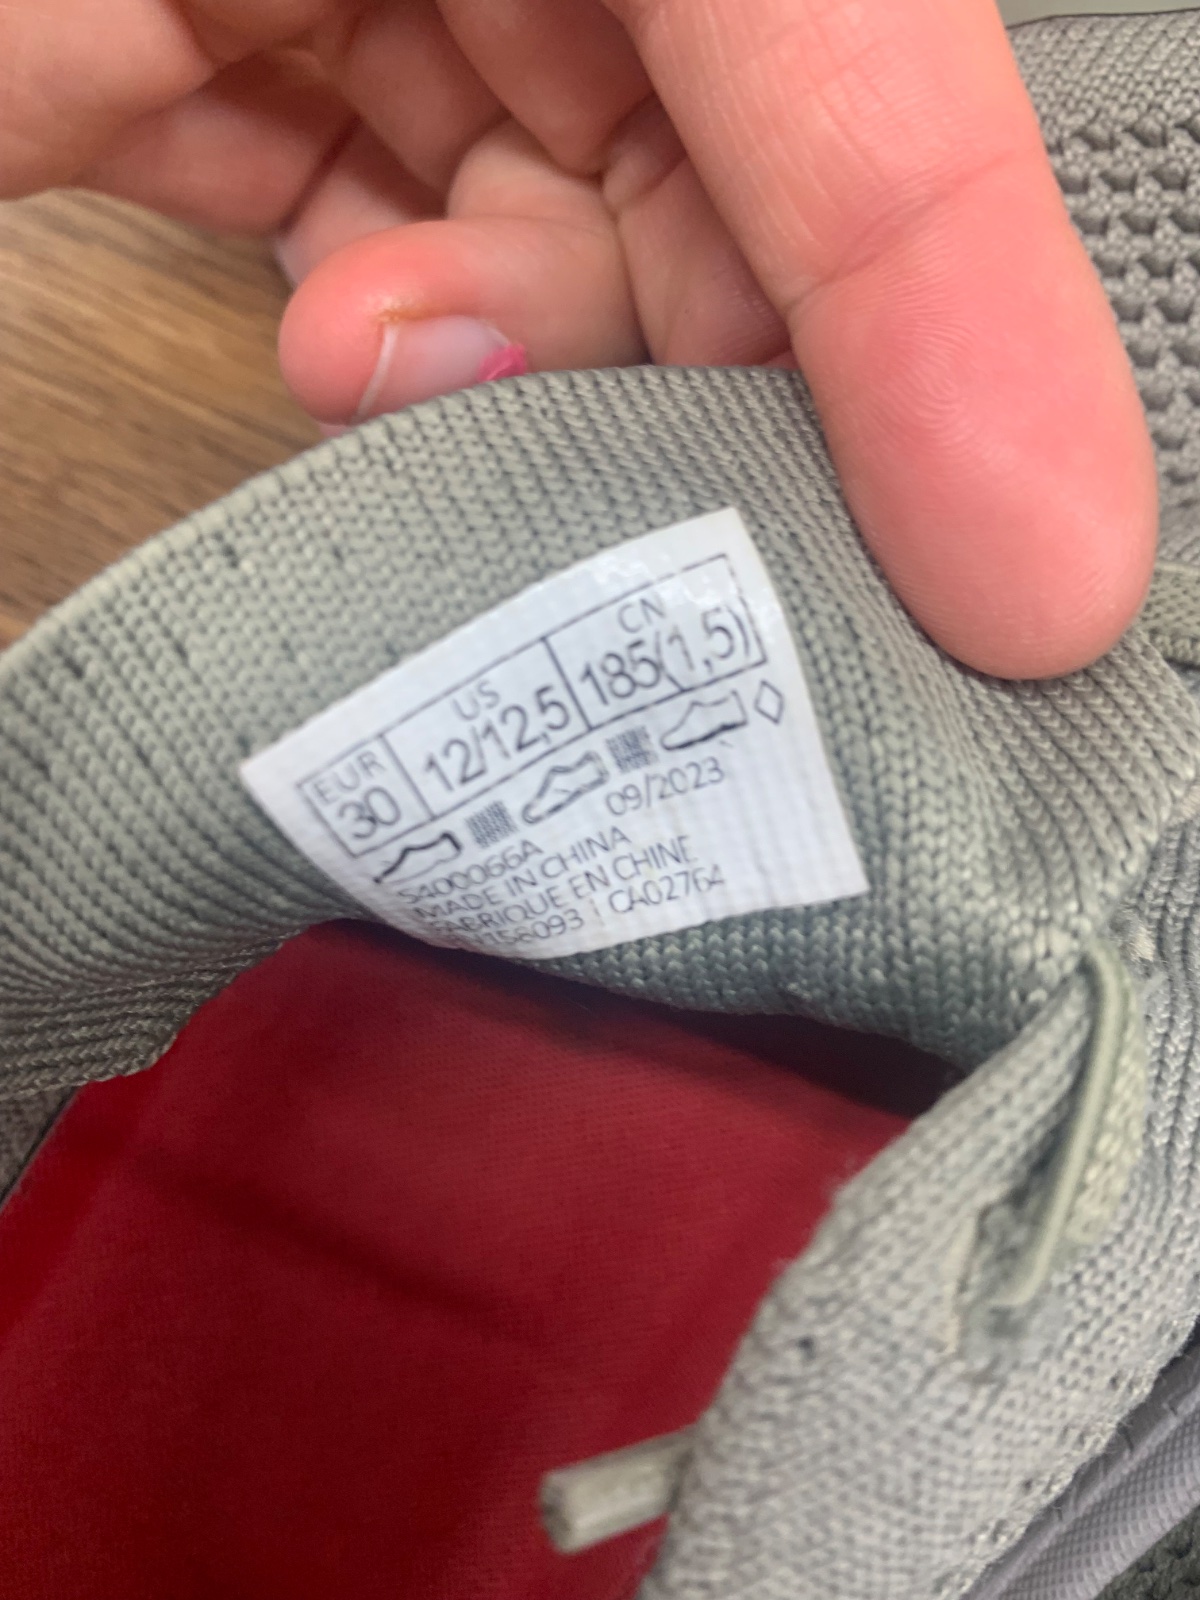 EUR US CN
30 12/12,5 185(1,5)
09/2023
5400066A
MADE IN CHINA
FABRIQUE EN CHINE
CA02764